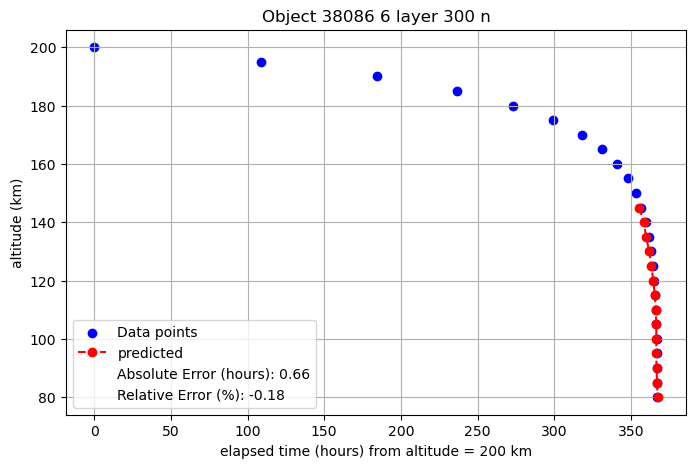 Object 38086 6 layer 300 n
altitude (km)
200
180
160
140
120
100
80
Data points
predicted
Absolute Error (hours): 0.66
Relative Error (%): -0.18
0
50
100
150
200
250
300
350
elapsed time (hours) from altitude = 200 km